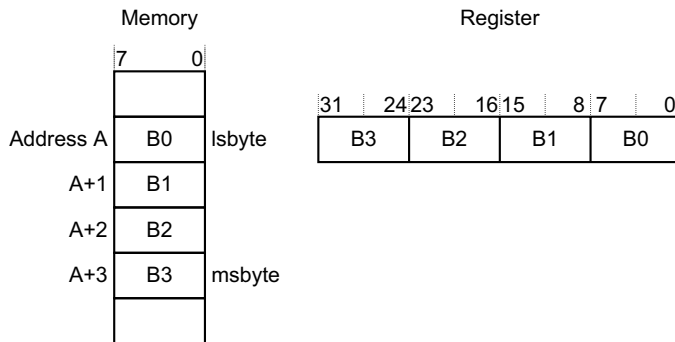 Memory Register
7 0
31 24 23 16 15 8 7 0
Address A B0 lsbyte B3 B2 B1 B0
A+1 B1
A+2 B2
A+3 B3 msbyte